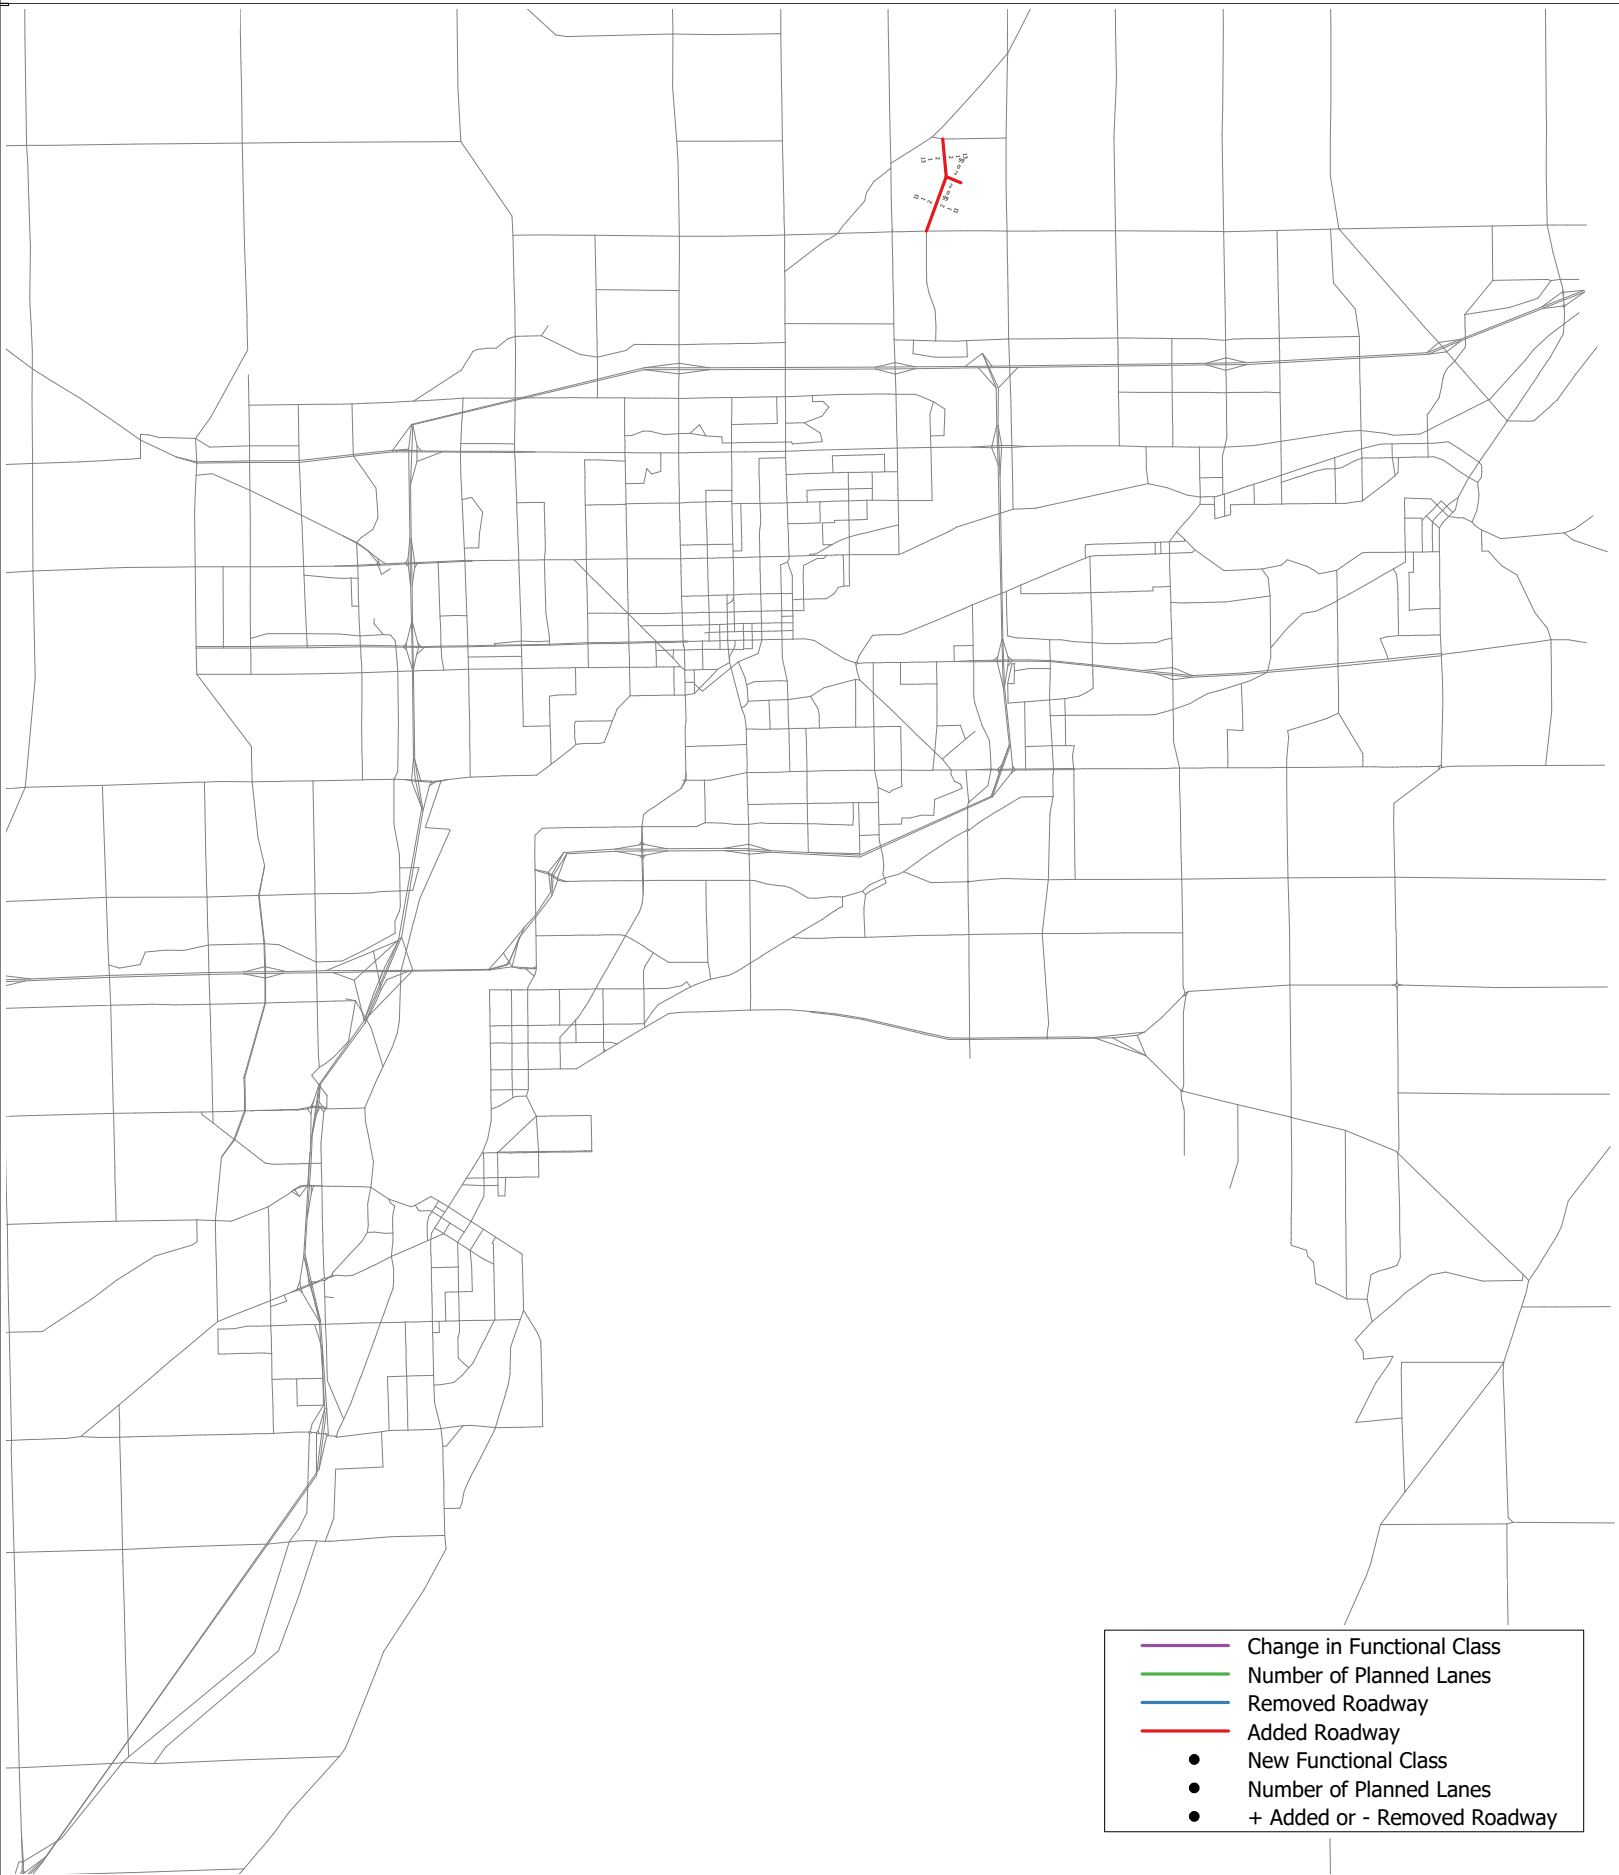 Change in Functional Class
Number of Planned Lanes
Removed Roadway
Added Roadway
New Functional Class
Number of Planned Lanes
+ Added or - Removed Roadway